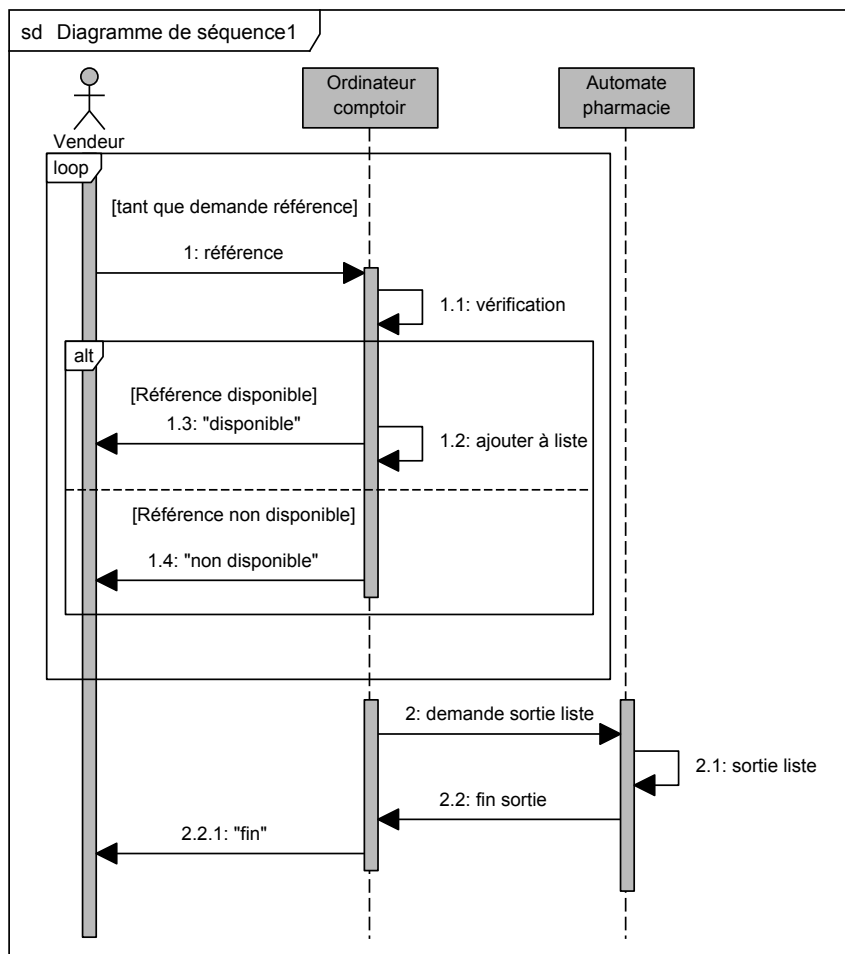 sd Diagramme de séquence1
Vendeur
Ordinateur
comptoir
Automate
pharmacie
loop
[tant que demande référence]
1: référence
1.1: vérification
alt
[Référence disponible]
1.3: "disponible"
1.2: ajouter à liste
[Référence non disponible]
1.4: "non disponible"
2: demande sortie liste
2.1: sortie liste
2.2: fin sortie
2.2.1: "fin"